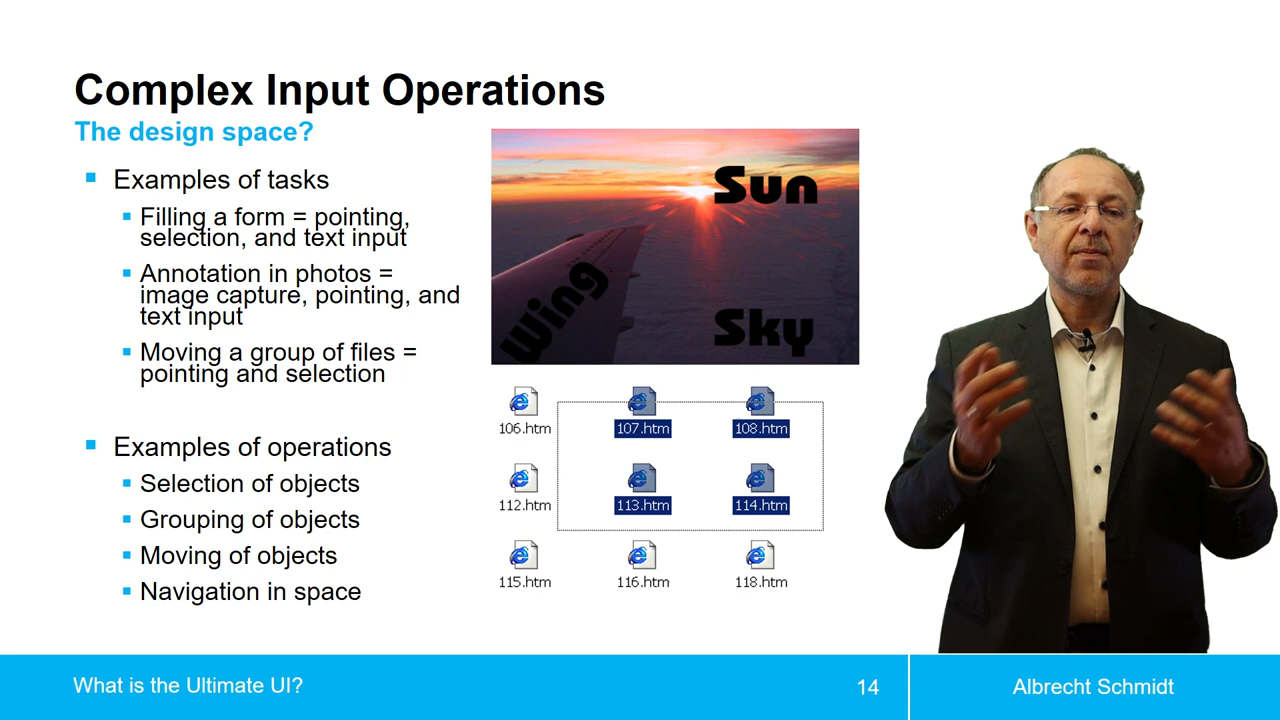 Complex Input Operations
The design space?
Examples of tasks
Filling a form = pointing,
selection, and text input
Annotation in photos =
image capture, pointing, and
text input
Moving a group of files =
pointing and selection
Examples of operations
Selection of objects
Grouping of objects
Moving of objects
Navigation in space
Sun
Wing
Sky
106.htm 107.htm 108.htm
112.htm 113.htm 114.htm
115.htm 116.htm 118.htm
What is the Ultimate UI?
14
Albrecht Schmidt